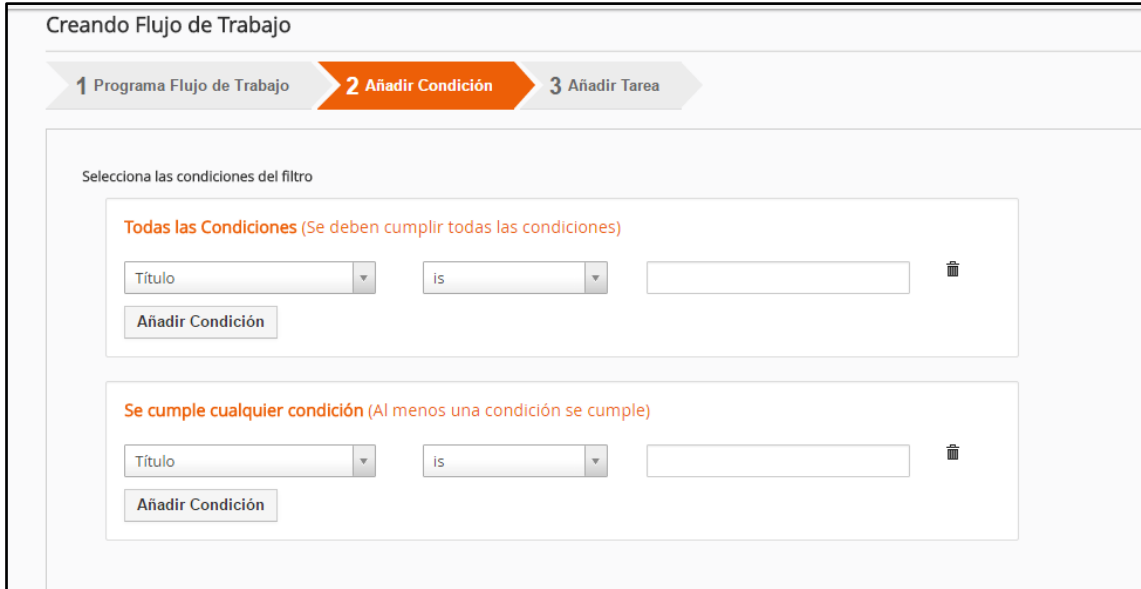 Creando Flujo de Trabajo
1 Programa Flujo de Trabajo 2 Añadir Condición 3 Añadir Tarea
Selecciona las condiciones del filtro
Todas las Condiciones (Se deben cumplir todas las condiciones)
Título is
Añadir Condición
Se cumple cualquier condición (Al menos una condición se cumple)
Título is
Añadir Condición